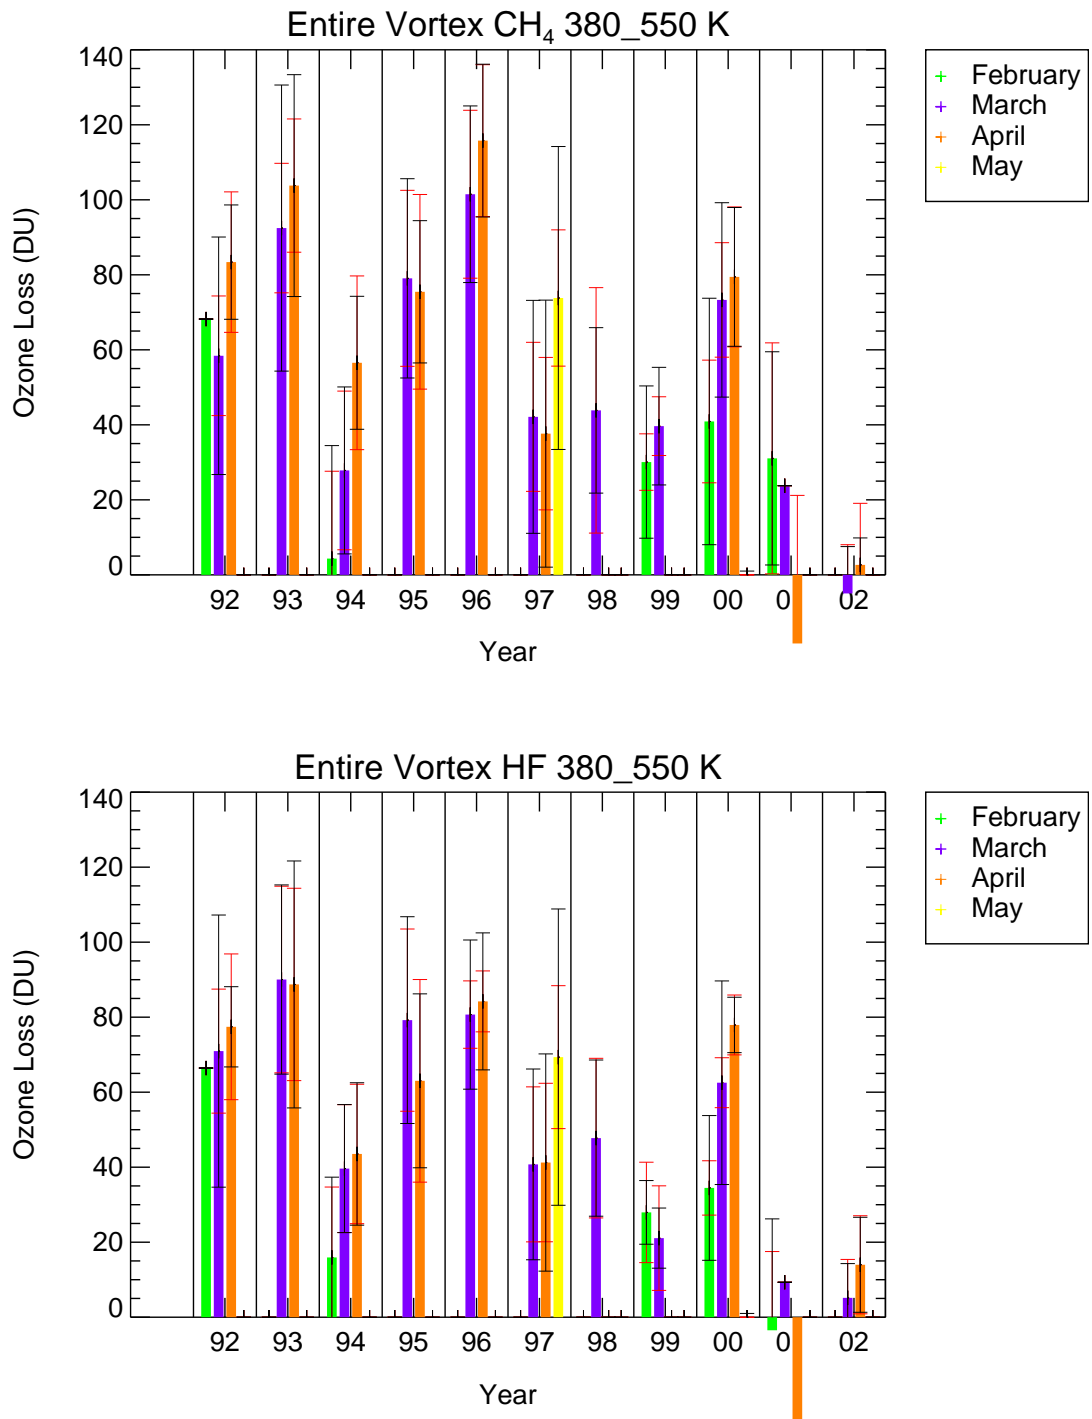 Entire Vortex CH4 380_550 K
140
120
100
80
60
40
20
0
Ozone Loss (DU)
92 93 94 95 96 97 98 99 00 0 02
Year
February
March
April
May
Entire Vortex HF 380_550 K
140
120
100
80
60
40
20
0
Ozone Loss (DU)
92 93 94 95 96 97 98 99 00 0 02
Year
February
March
April
May